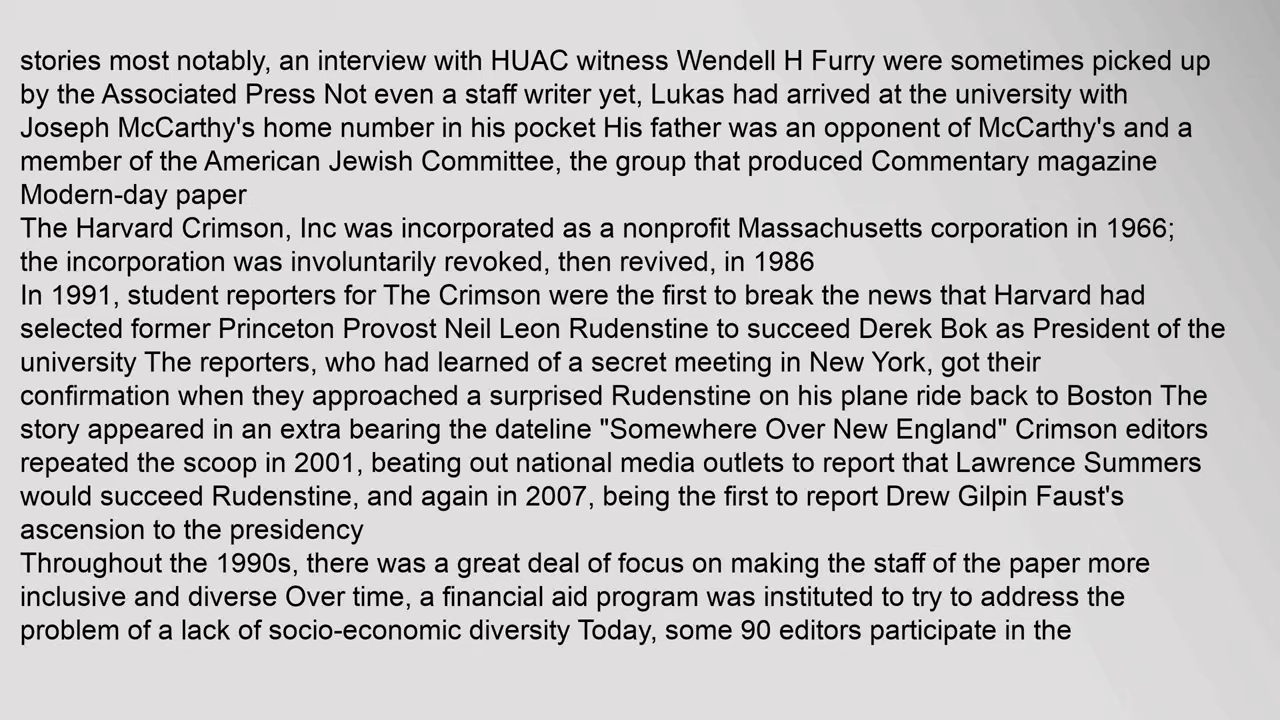 stories most notably, an interview with HUAC witness Wendell H Furry were sometimes picked up
by the Associated Press Not even a staff writer yet, Lukas had arrived at the university with
Joseph McCarthy's home number in his pocket His father was an opponent of McCarthy's and a
member of the American Jewish Committee, the group that produced Commentary magazine
Modern-day paper
The Harvard Crimson, Inc was incorporated as a nonprofit Massachusetts corporation in 1966;
the incorporation was involuntarily revoked, then revived, in 1986
In 1991, student reporters for The Crimson were the first to break the news that Harvard had
selected former Princeton Provost Neil Leon Rudenstine to succeed Derek Bok as President of the
university The reporters, who had learned of a secret meeting in New York, got their
confirmation when they approached a surprised Rudenstine on his plane ride back to Boston The
story appeared in an extra bearing the dateline "Somewhere Over New England" Crimson editors
repeated the scoop in 2001, beating out national media outlets to report that Lawrence Summers
would succeed Rudenstine, and again in 2007, being the first to report Drew Gilpin Faust's
ascension to the presidency
Throughout the 1990s, there was a great deal of focus on making the staff of the paper more
inclusive and diverse Over time, a financial aid program was instituted to try to address the
problem of a lack of socio-economic diversity Today, some 90 editors participate in the